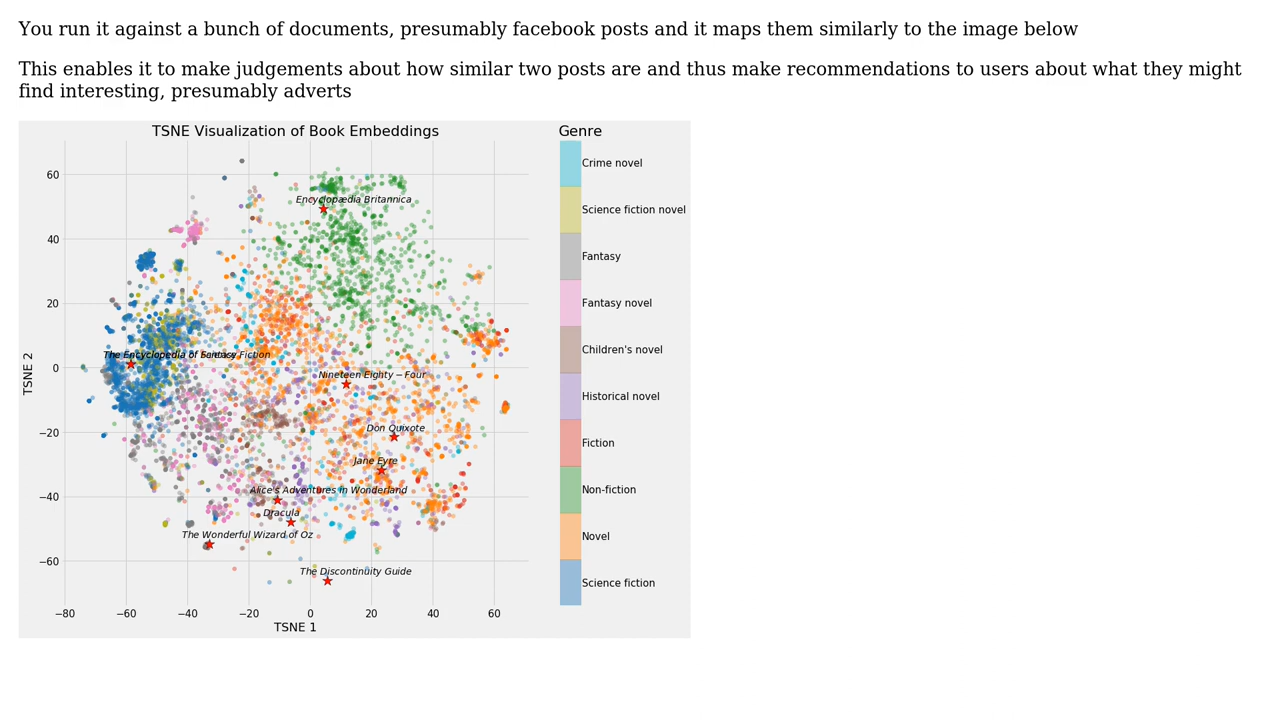 You run it against a bunch of documents, presumably facebook posts and it maps them similarly to the image below
This enables it to make judgements about how similar two posts are and thus make recommendations to users about what they might
find interesting, presumably adverts
TSNE Visualization of Book Embeddings
Genre
Crime novel
Science fiction novel
Fantasy
Fantasy novel
Children's novel
Historical novel
Fiction
Non-fiction
Novel
Science fiction
60
40
20
0
−20
−40
−60
TSNE 2
Encyclopædia Britannica
The Encyclopedia of Fiction
Nineteen Eighty − Four
Don Quixote
Jane Eyre
Alice's Adventures in Wonderland
Dracula
The Wonderful Wizard of Oz
The Discontinuity Guide
−80
−60
−40
−20
0
20
40
60
TSNE 1